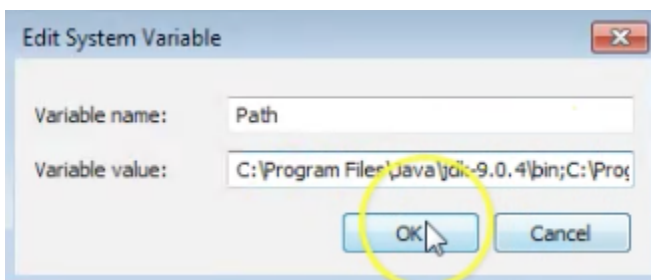 Edit System Variable
Variable name: Path
Variable value: C:\Program Files\Java\jdk-9.0.4\bin;C:\Prog
OK Cancel